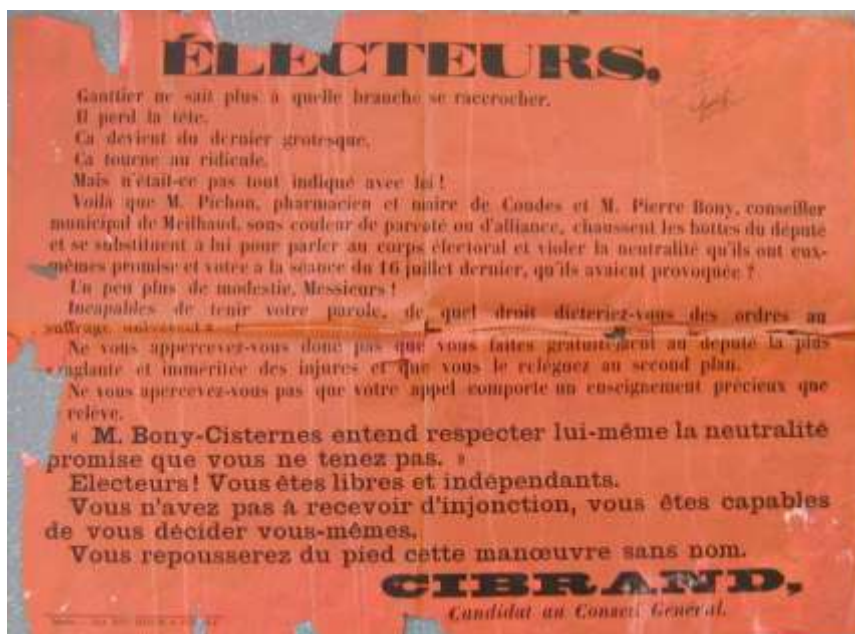 ÉLECTEURS,
Ganttier ne sait plus à quelle branche se raccrocher.
Il perd la tête.
Ca devient du dernier grotesque.
Ca tourne au ridicule.
Mais n'était-ce pas tout indiqué avec lui !
Voilà que M. Pichon, pharmacien et maire de Coudes et M. Pierre Bony, conseiller
municipal de Meilhaud, sous couleur de parenté ou d'alliance, chaussent les bottes du député
et se substituent à lui pour parler au corps électoral et violer la neutralité qu'ils ont eux-
mêmes promise et votée à la séance du 16 juillet dernier, qu'ils avaient provoquée ?
Un peu plus de modestie, Messieurs !
Incapables de tenir votre parole, de quel droit dicteriez-vous des ordres au
suffrage universel
Ne vous appercevez-vous donc pas que vous faites gratuitement au député la plus
sanglante et immeritée des injures et que vous le reléguez au second plan.
Ne vous apercevez-vous pas que votre appel comporte un enseignement précieux que
relève.
« M. Bony-Cisternes entend respecter lui-même la neutralité
promise que vous ne tenez pas. »
Electeurs! Vous êtes libres et indépendants.
Vous n'avez pas à recevoir d'injonction, vous êtes capables
de vous décider vous-mêmes.
Vous repousserez du pied cette manœuvre sans nom.
CIBRAND,
Candidat au Conseil Général.